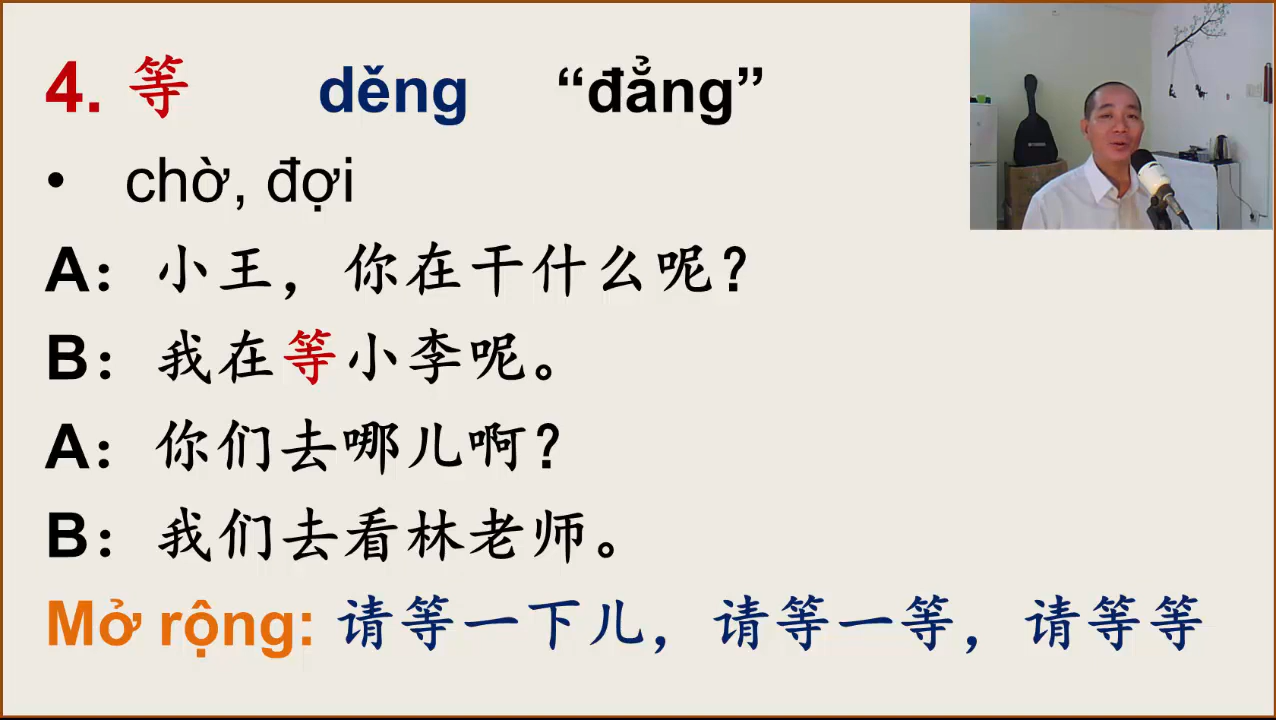 4. 等 děng “đẳng”
• chờ, đợi
A：小王，你在干什么呢？
B：我在等小李呢。
A：你们去哪儿啊？
B：我们去看林老师。
Mở rộng: 请等一下儿，请等一等，请等等